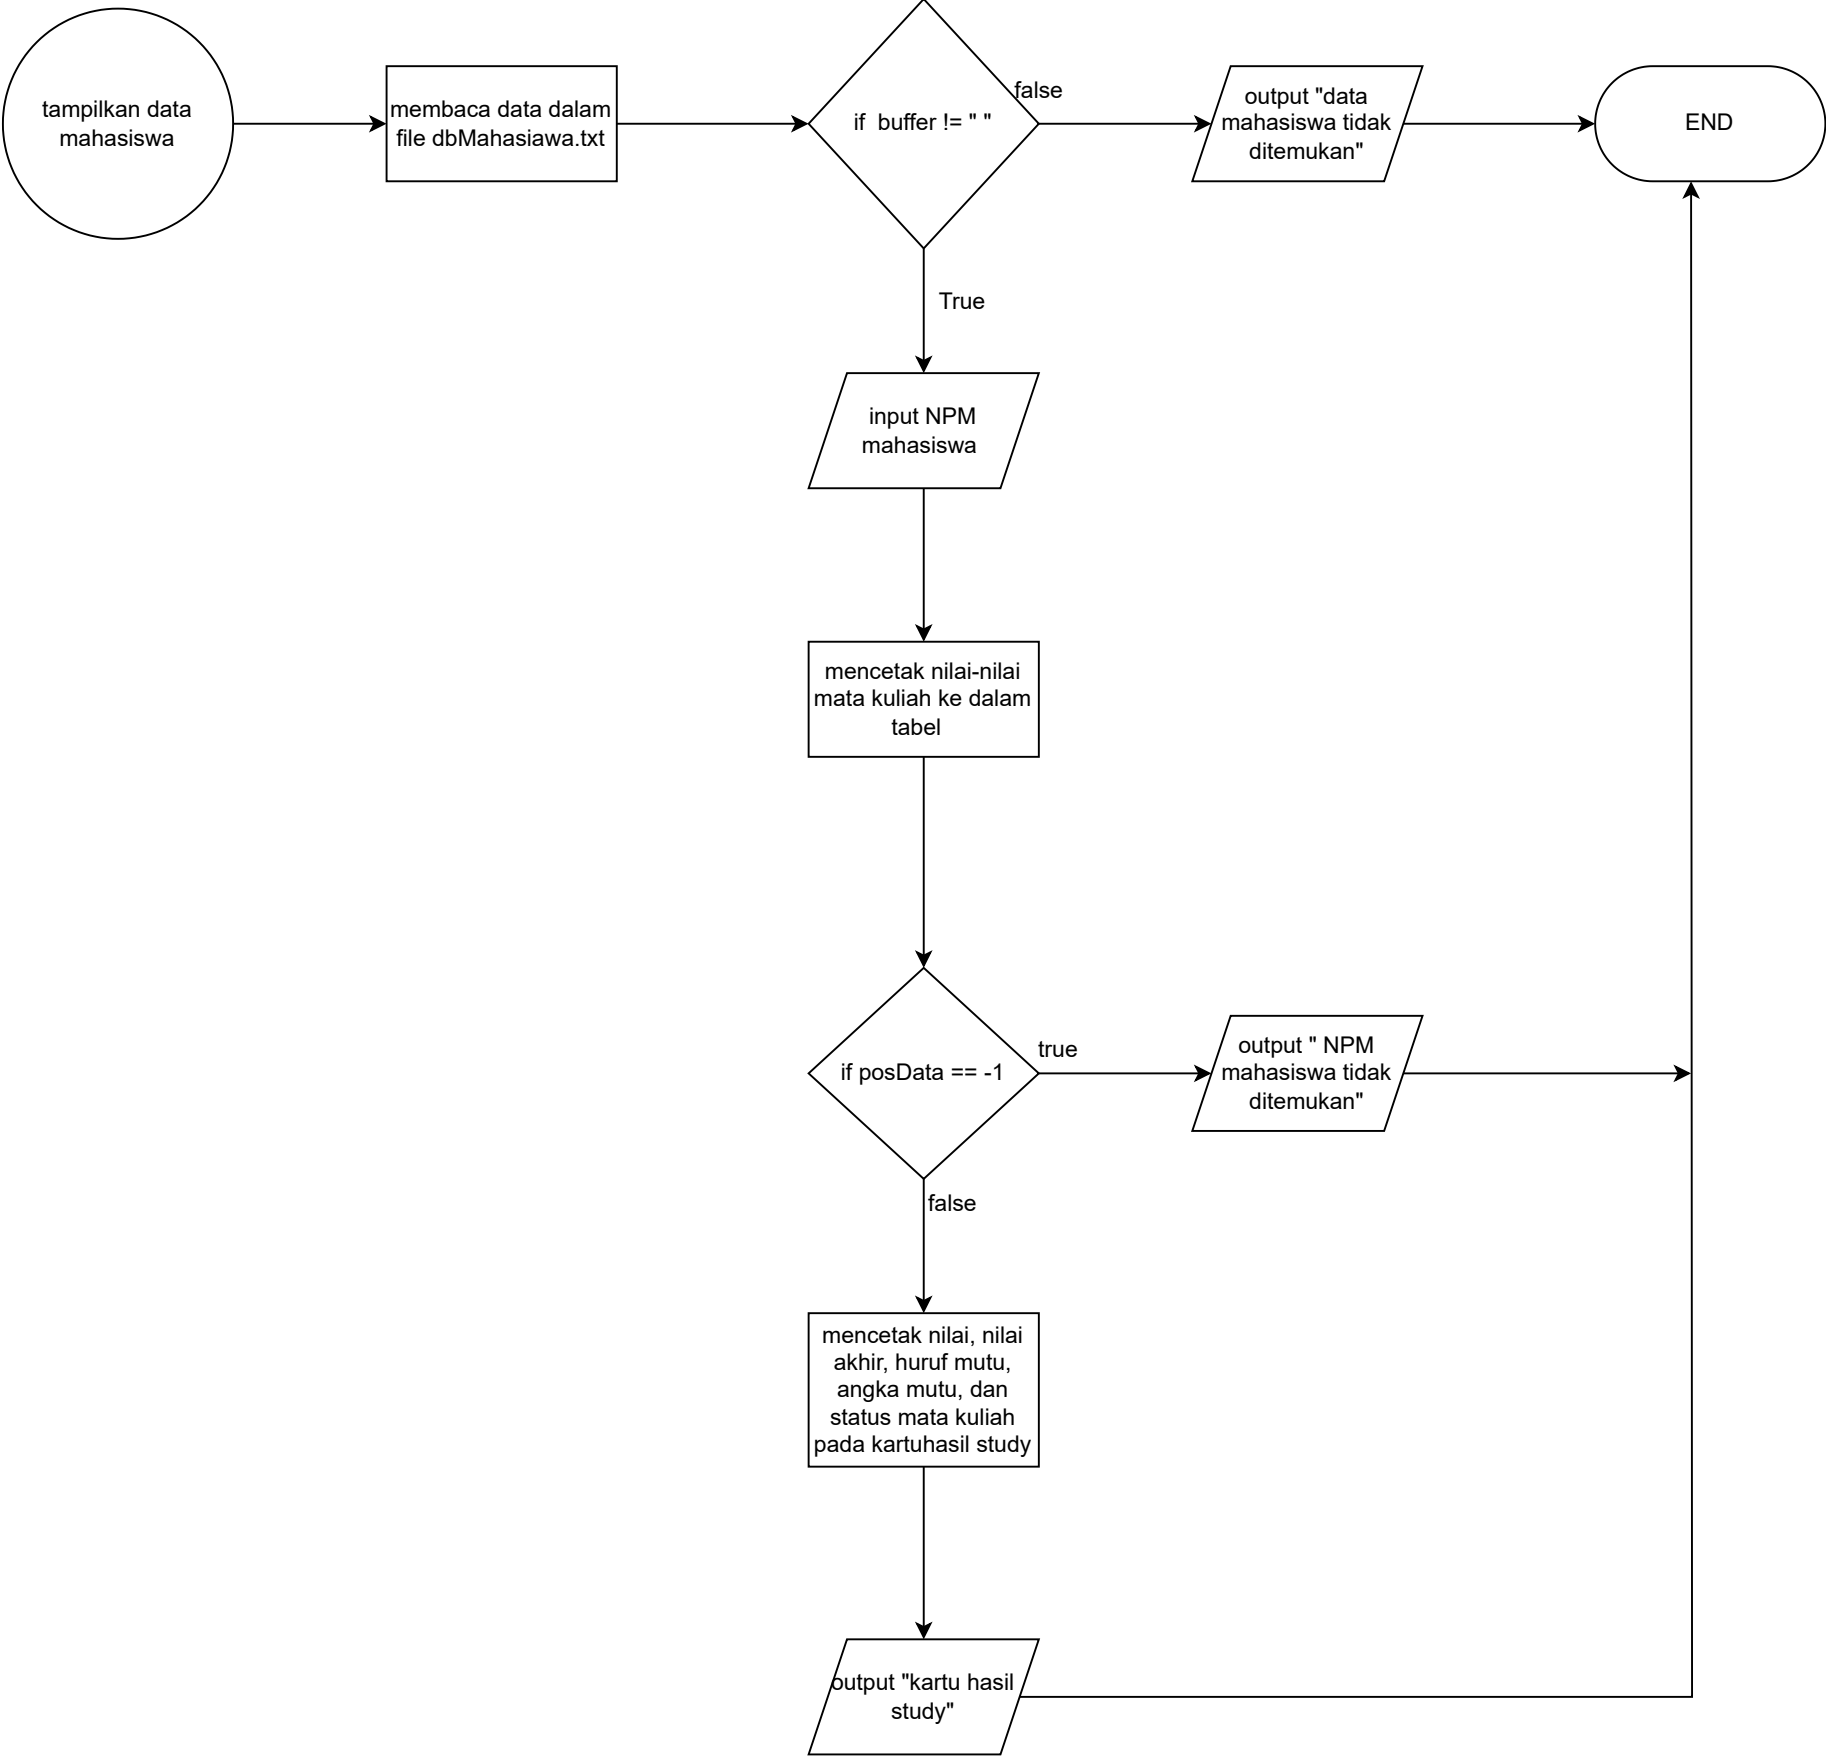 tampilkan data
mahasiswa
membaca data dalam
file dbMahasiawa.txt
if  buffer != " "
false
output "data
mahasiswa tidak
ditemukan"
END
True
input NPM
mahasiswa
mencetak nilai-nilai
mata kuliah ke dalam
tabel
if posData == -1
true
output " NPM
mahasiswa tidak
ditemukan"
false
mencetak nilai, nilai
akhir, huruf mutu,
angka mutu, dan
status mata kuliah
pada kartuhasil study
output "kartu hasil
study"